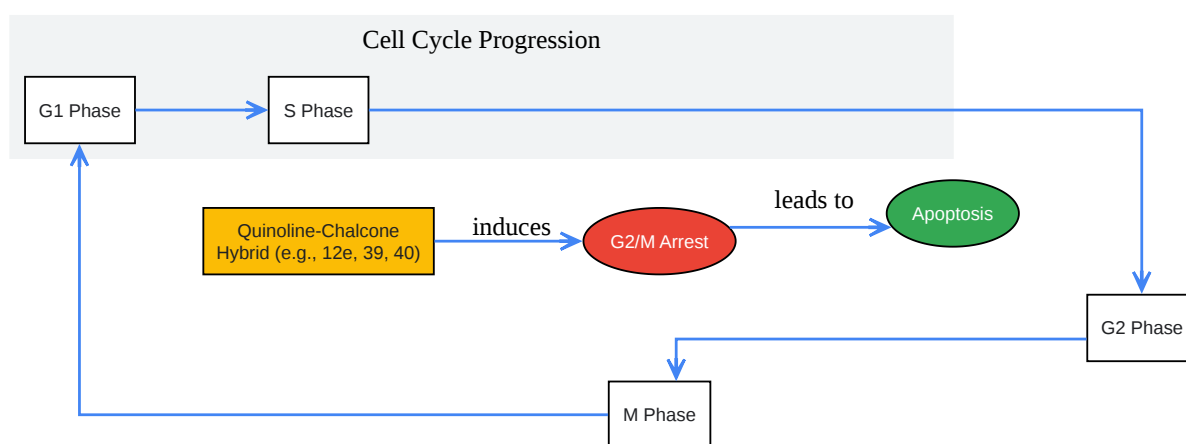 Cell Cycle Progression
G1 Phase
S Phase
Quinoline-Chalcone
Hybrid (e.g., 12e, 39, 40)
induces
G2/M Arrest
leads to
Apoptosis
G2 Phase
M Phase